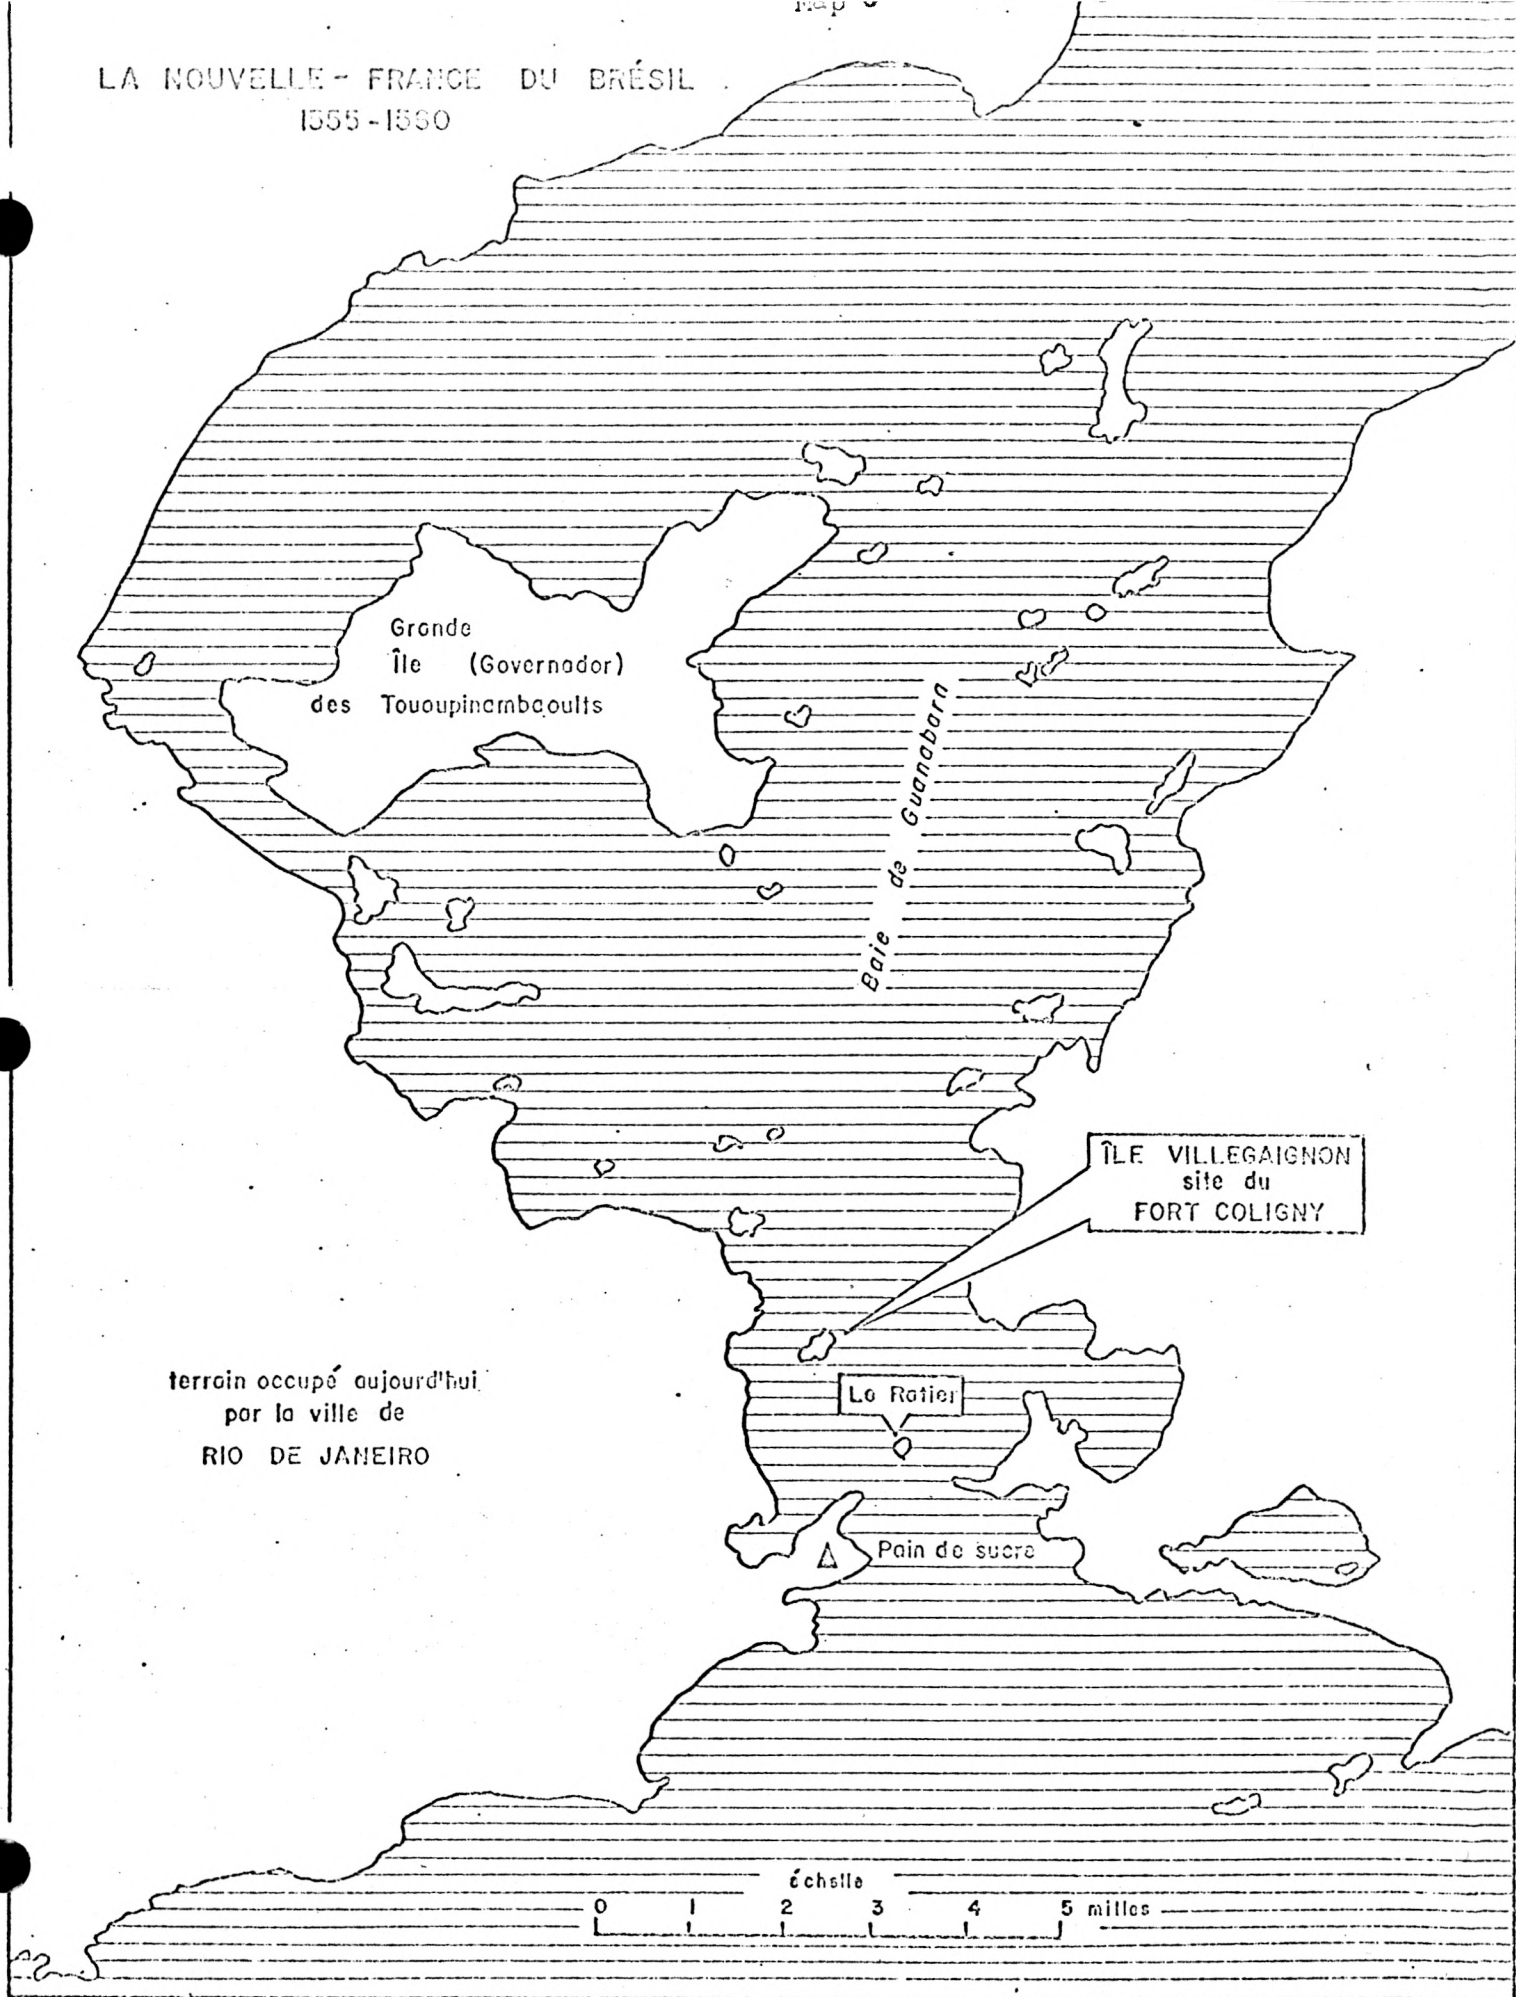 Map
LA NOUVELLE - FRANCE DU BRÉSIL
1555 - 1560
Grande
Île (Governador)
des Tououpinambaoults
Baie de Guanabara
ÎLE VILLEGAIGNON
site du
FORT COLIGNY
terrain occupé aujourd'hui
par la ville de
RIO DE JANEIRO
Le Ratier
Pain de sucre
échelle
0 1 2 3 4 5 milles